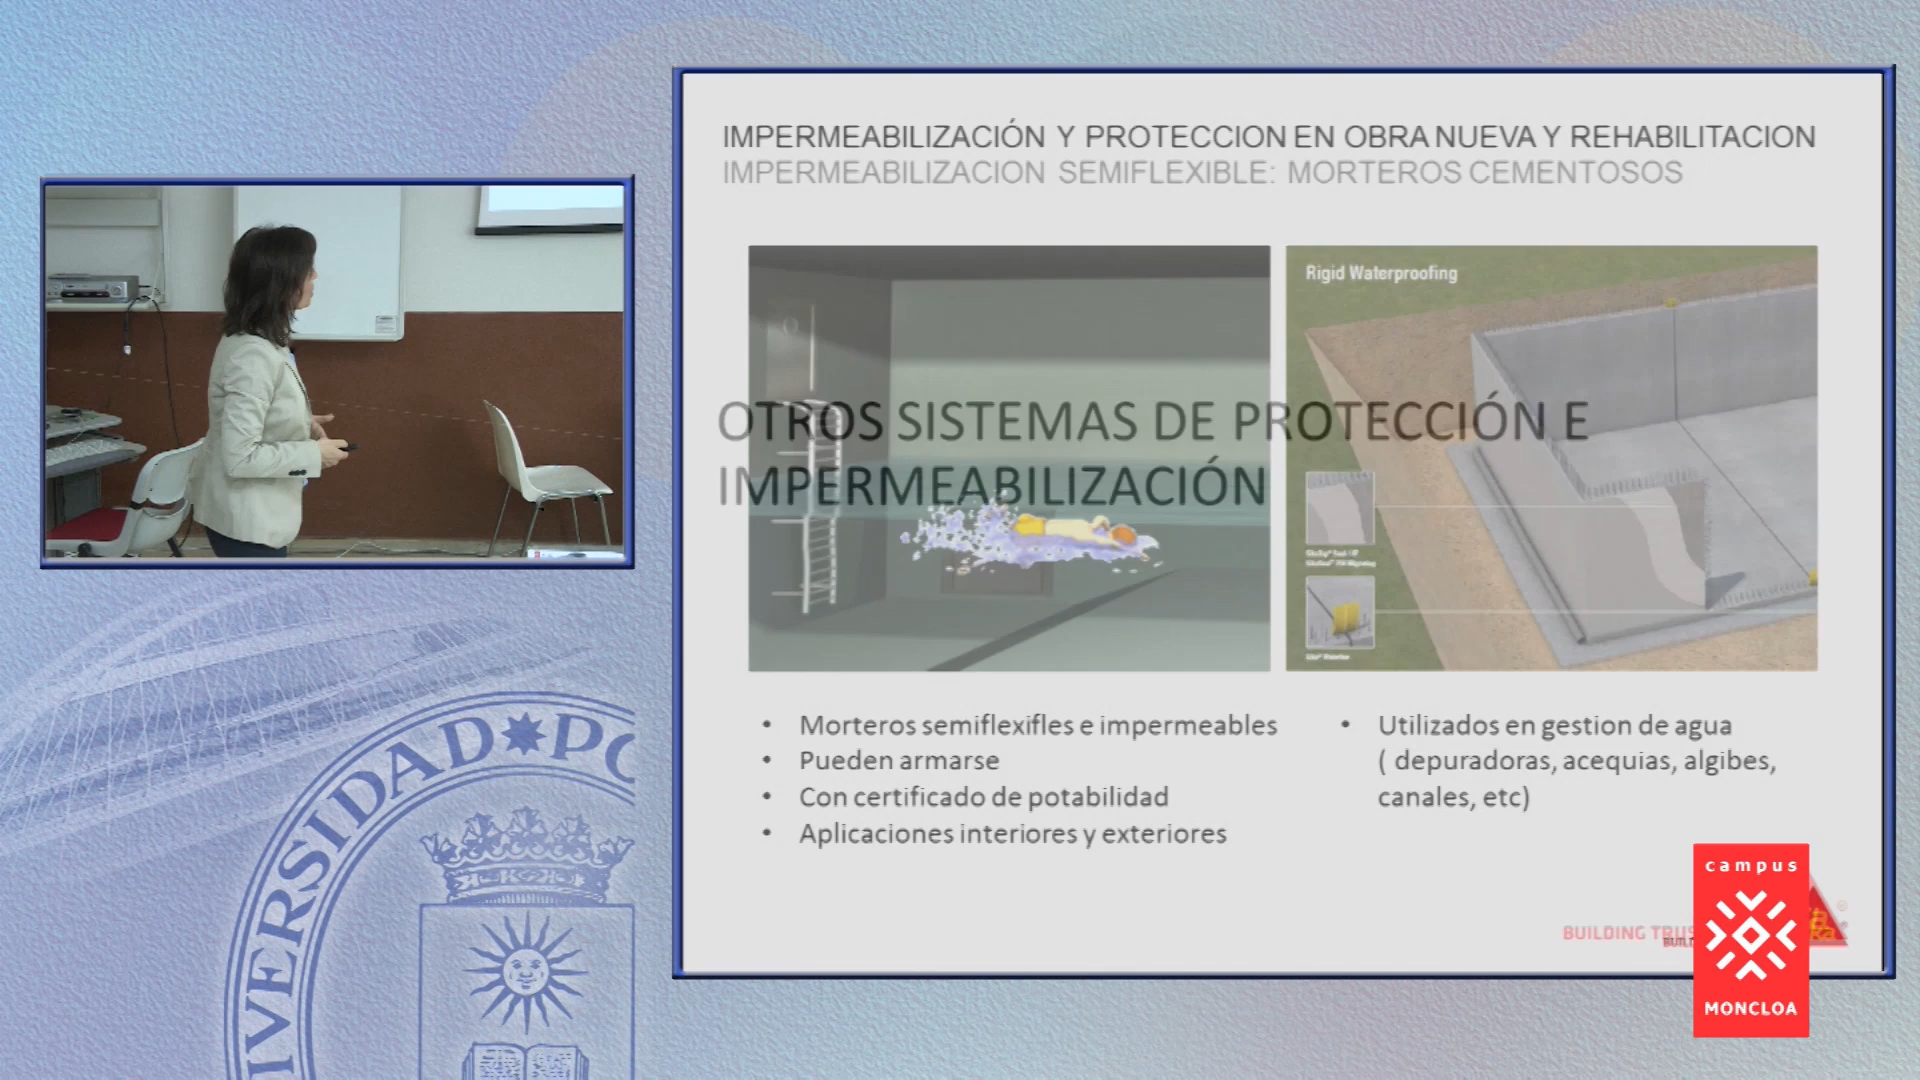 IMPERMEABILIZACIÓN Y PROTECCION EN OBRA NUEVA Y REHABILITACION
IMPERMEABILIZACION SEMIFLEXIBLE: MORTEROS CEMENTOSOS
Rigid Waterproofing
OTROS SISTEMAS DE PROTECCIÓN E
IMPERMEABILIZACIÓN
• Morteros semiflexifles e impermeables
• Pueden armarse
• Con certificado de potabilidad
• Aplicaciones interiores y exteriores
• Utilizados en gestion de agua
( depuradoras, acequias, algibes,
canales, etc)
BUILDING
campus
MONCLOA